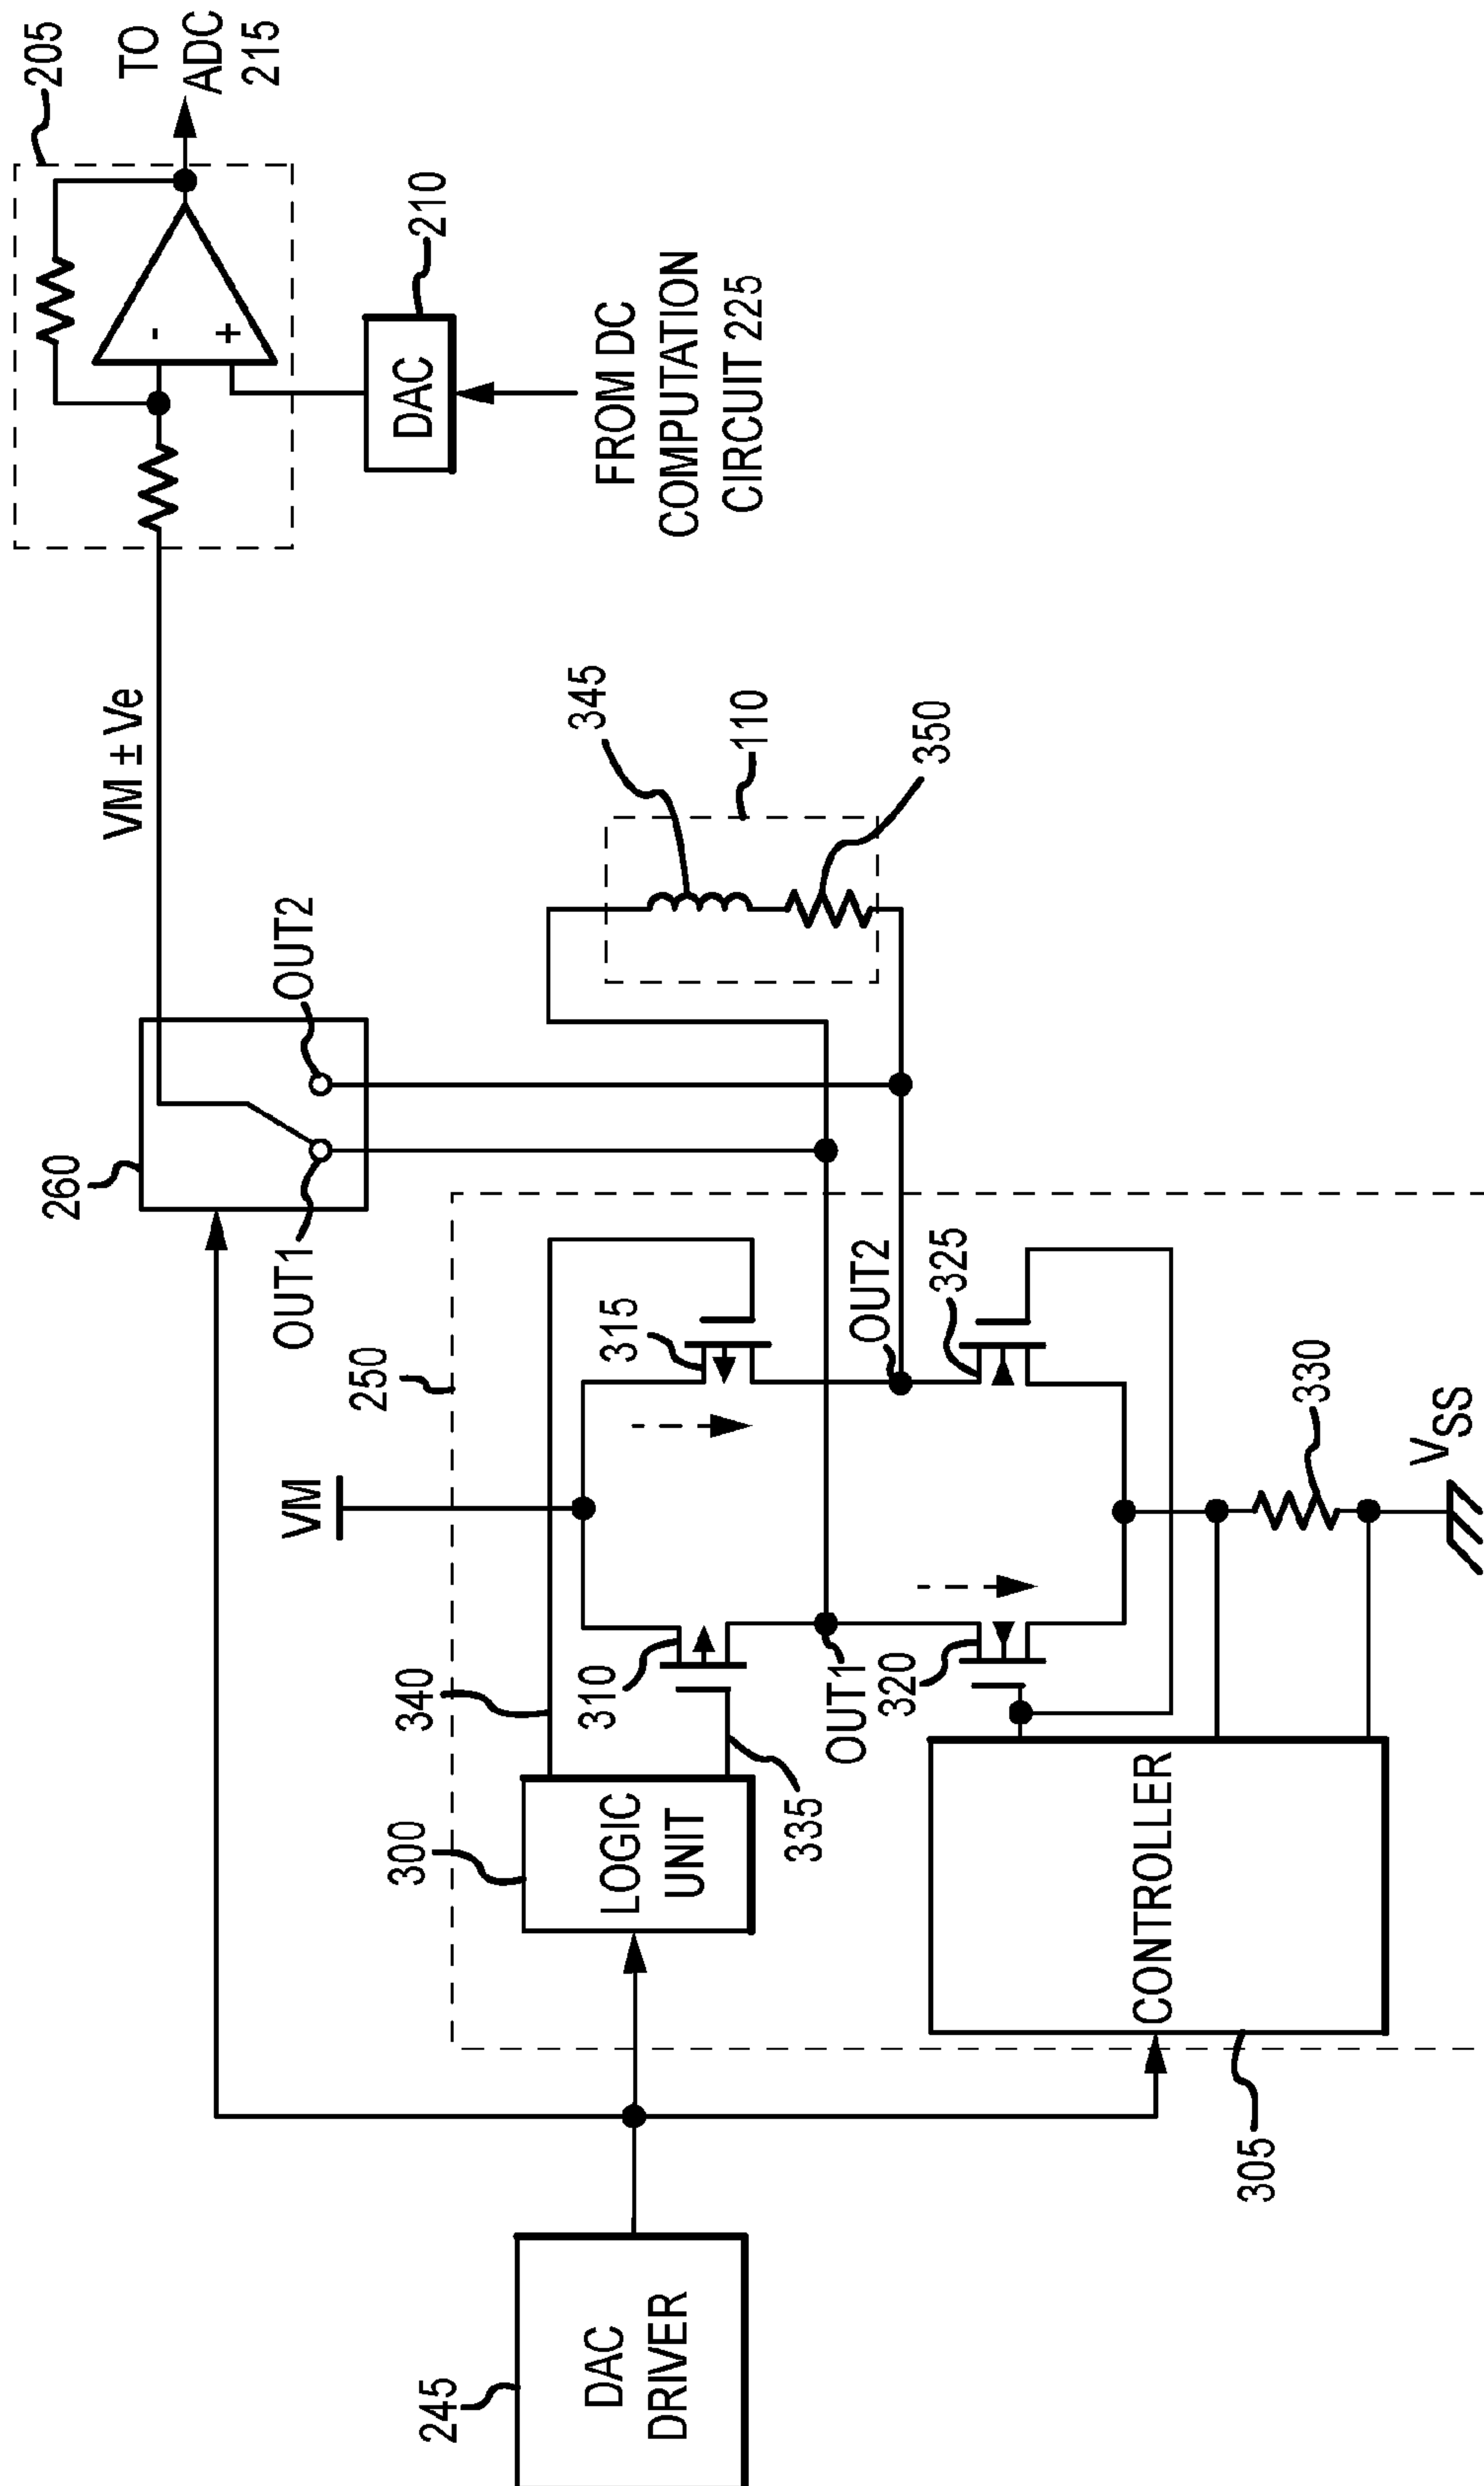 205
TO
ADC
215
210
DAC
FROM DC
COMPUTATION
CIRCUIT 225
-
+
VM ± Ve
345
110
350
260
OUT1
OUT2
250
VM
340
315
310
335
OUT1
OUT2
320
325
330
VSS
300
LOGIC
UNIT
CONTROLLER
305
245
DAC
DRIVER